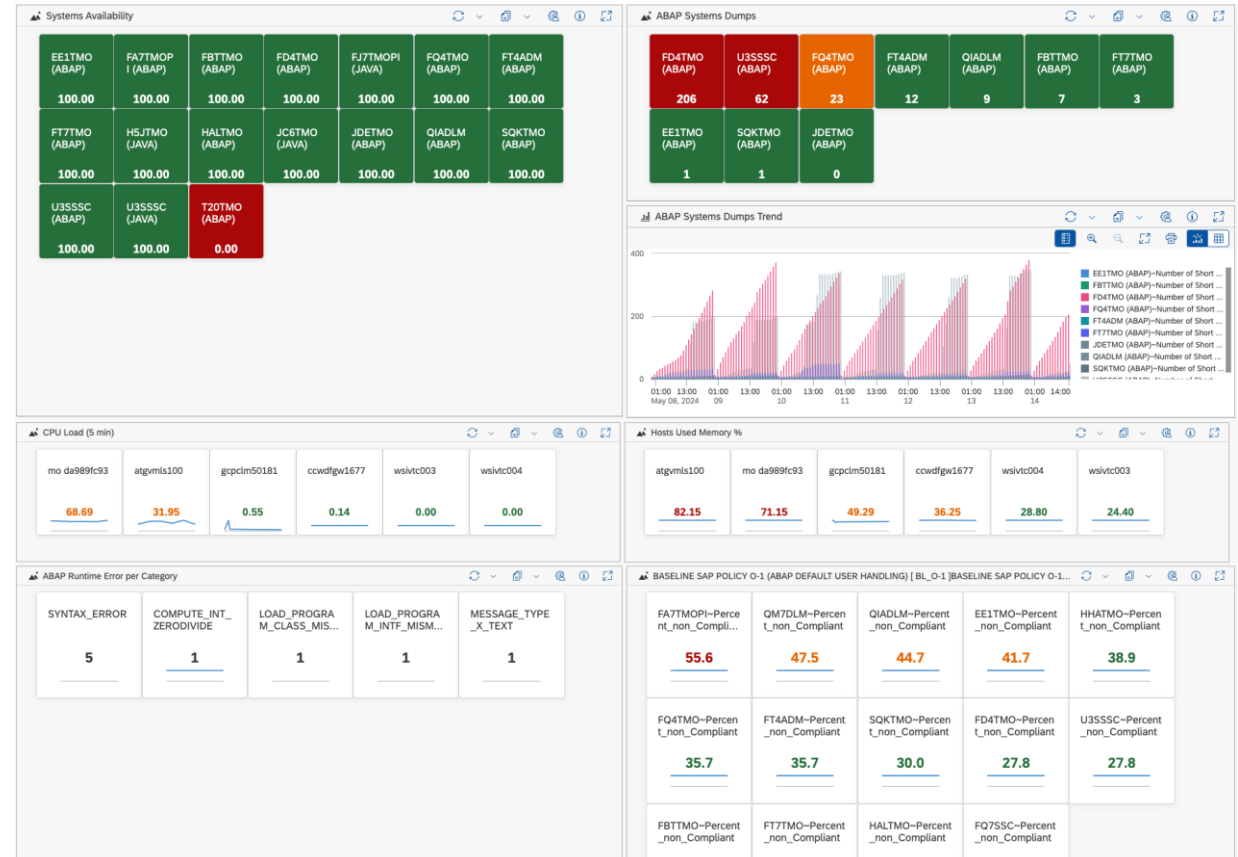 Systems Availability
EE1TMO FA7TMOP FBTTMO FD4TMO FJ7TMOPI FQ4TMO FT4ADM
(ABAP) I (ABAP) (ABAP) (ABAP) (JAVA) (ABAP) (ABAP)
100.00 100.00 100.00 100.00 100.00 100.00 100.00
FT7TMO H5JTMO HALTMO JC6TMO JDETMO QIADLM SQKTMO
(ABAP) (JAVA) (ABAP) (JAVA) (ABAP) (ABAP) (ABAP)
100.00 100.00 100.00 100.00 100.00 100.00 100.00
U3SSSC U3SSSC T20TMO
(ABAP) (JAVA) (ABAP)
100.00 100.00 0.00
ABAP Systems Dumps
FD4TMO U3SSSC FQ4TMO FT4ADM QIADLM FBTTMO FT7TMO
(ABAP) (ABAP) (ABAP) (ABAP) (ABAP) (ABAP) (ABAP)
206 62 23 12 9 7 3
EE1TMO SQKTMO JDETMO
(ABAP) (ABAP) (ABAP)
1 1 0
ABAP Systems Dumps Trend
400
200
0
01:00 13:00 01:00 13:00 01:00 13:00 01:00 13:00 01:00 13:00 01:00 13:00 01:00 14:00
May 08, 2024 09 10 11 12 13 14
EE1TMO (ABAP)~Number of Short ...
FBTTMO (ABAP)~Number of Short ...
FD4TMO (ABAP)~Number of Short ...
FQ4TMO (ABAP)~Number of Short ...
FT4ADM (ABAP)~Number of Short ...
FT7TMO (ABAP)~Number of Short ...
JDETMO (ABAP)~Number of Short ...
QIADLM (ABAP)~Number of Short ...
SQKTMO (ABAP)~Number of Short ...
CPU Load (5 min)
mo da989fc93 atgvmls100 gcpclm50181 ccwdfgw1677 wsivtc003 wsivtc004
68.69 31.95 0.55 0.14 0.00 0.00
Hosts Used Memory %
atgvmls100 mo da989fc93 gcpclm50181 ccwdfgw1677 wsivtc004 wsivtc003
82.15 71.15 49.29 36.25 28.80 24.40
ABAP Runtime Error per Category
SYNTAX_ERROR COMPUTE_INT_ LOAD_PROGRA LOAD_PROGRA MESSAGE_TYPE
ZERODIVIDE M_CLASS_MIS... M_INTF_MISM... _X_TEXT
5 1 1 1 1
BASELINE SAP POLICY O-1 (ABAP DEFAULT USER HANDLING) [ BL_O-1 ]BASELINE SAP POLICY O-1...
FA7TMOPI~Perce QM7DLM~Percen QIADLM~Percent EE1TMO~Percent HHATMO~Percen
nt_non_Compli... t_non_Compliant _non_Compliant _non_Compliant t_non_Compliant
55.6 47.5 44.7 41.7 38.9
FQ4TMO~Percen FT4ADM~Percent SQKTMO~Percen FD4TMO~Percen U3SSSC~Percent
t_non_Compliant _non_Compliant t_non_Compliant t_non_Compliant _non_Compliant
35.7 35.7 30.0 27.8 27.8
FBTTMO~Percent FT7TMO~Percent HALTMO~Percent FQ7SSC~Percent
_non_Compliant _non_Compliant _non_Compliant _non_Compliant